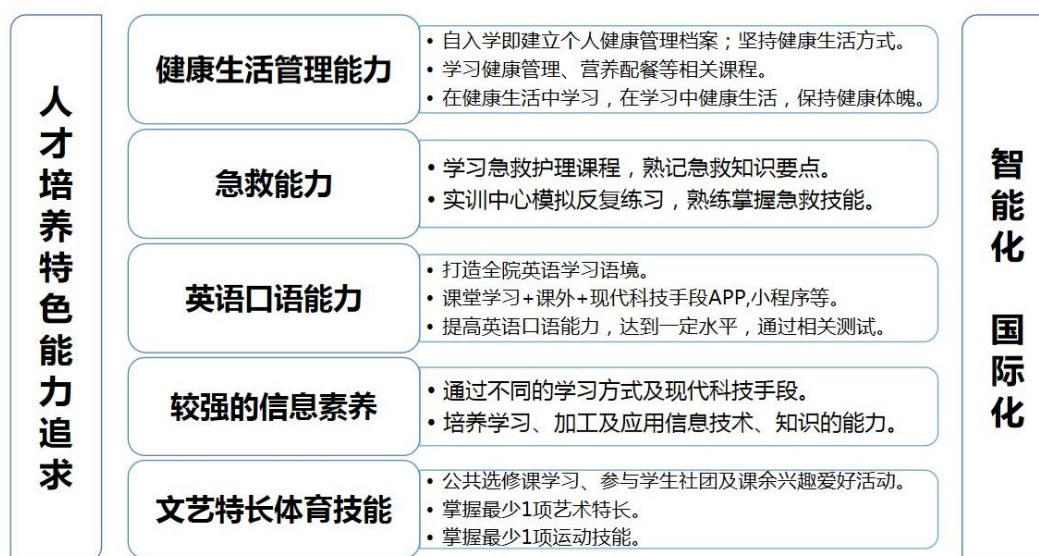 人才培养特色能力追求
健康生活管理能力
• 自入学即建立个人健康管理档案；坚持健康生活方式。
• 学习健康管理、营养配餐等相关课程。
• 在健康生活中学习，在学习中健康生活，保持健康体魄。
急救能力
• 学习急救护理课程，熟记急救知识要点。
• 实训中心模拟反复练习，熟练掌握急救技能。
英语口语能力
• 打造全院英语学习语境。
• 课堂学习+课外+现代科技手段APP,小程序等。
• 提高英语口语能力，达到一定水平，通过相关测试。
较强的信息素养
• 通过不同的学习方式及现代科技手段。
• 培养学习、加工及应用信息技术、知识的能力。
文艺特长体育技能
• 公共选修课学习、参与学生社团及课余兴趣爱好活动。
• 掌握最少1项艺术特长。
• 掌握最少1项运动技能。
智能化 国际化